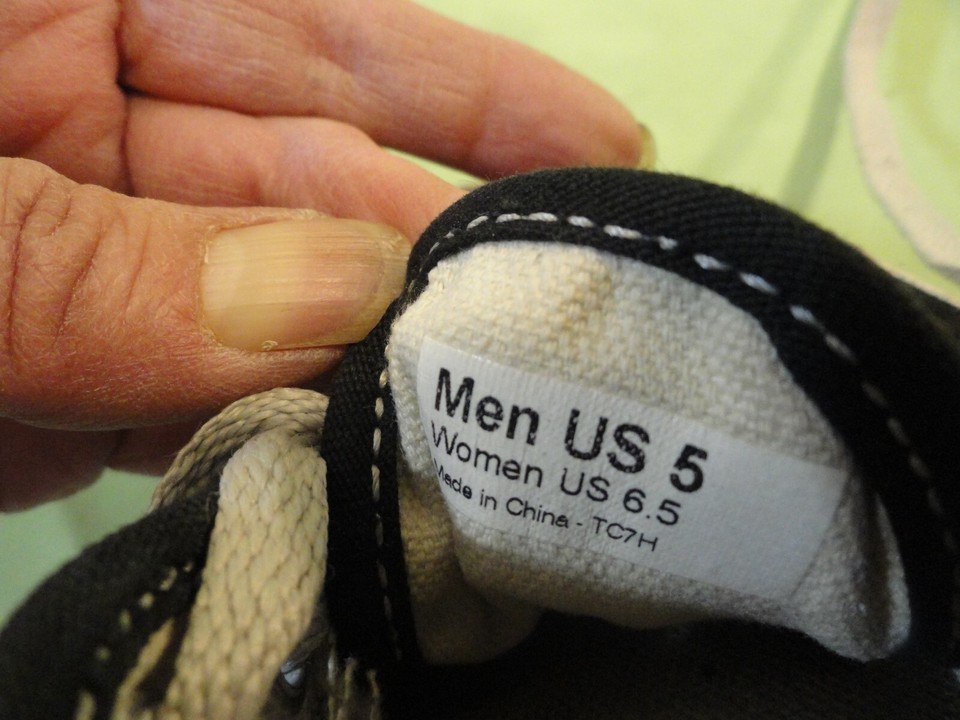 Men US 5
Women US 6.5
Made in China - TC7H